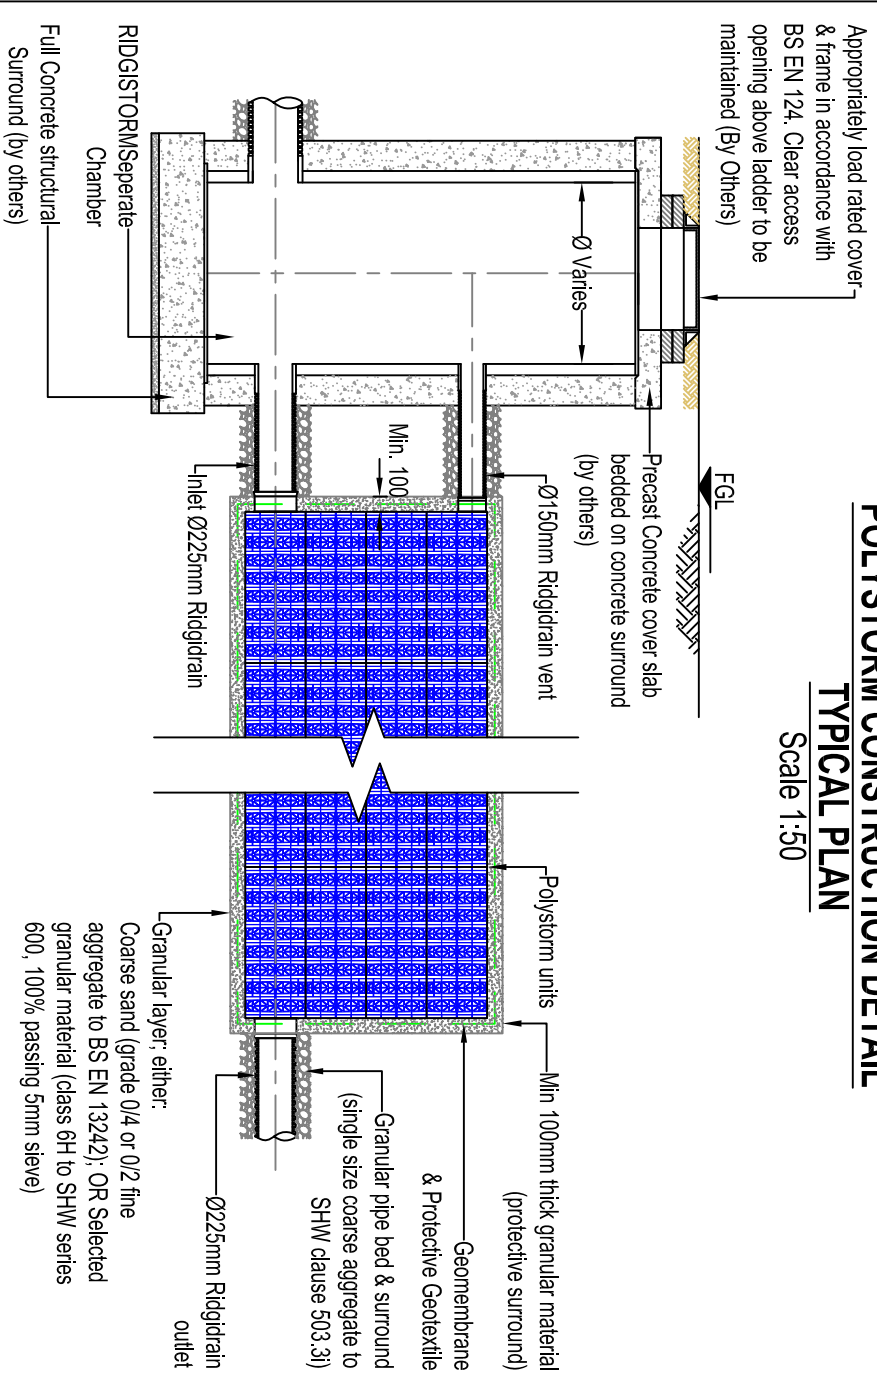 POLYSTORM CONSTRUCTION DETAIL
TYPICAL PLAN
Scale 1:50
Appropriately load rated cover
& frame in accordance with
BS EN 124. Clear access
opening above ladder to be
maintained (By Others)
FGL
Ø Varies
Precast Concrete cover slab
bedded on concrete surround
(by others)
Ø150mm Ridgidrain vent
Min. 100
Inlet Ø225mm Ridgidrain
RIDGISTORMSeperate
Chamber
Full Concrete structural
Surround (by others)
Polystorm units
Min 100mm thick granular material
(protective surround)
Geomembrane
& Protective Geotextile
Granular pipe bed & surround
(single size coarse aggregate to
SHW clause 503.3i)
Ø225mm Ridgidrain
outlet
Granular layer; either:
Coarse sand (grade 0/4 or 0/2 fine
aggregate to BS EN 13242); OR Selected
granular material (class 6H to SHW series
600, 100% passing 5mm sieve)